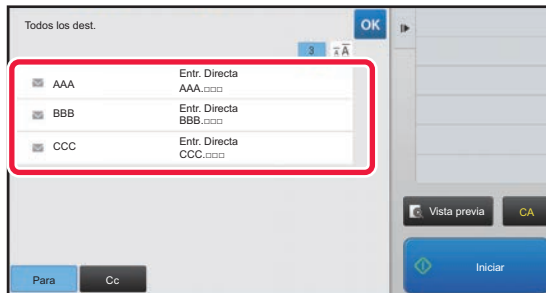 Todos los dest.
OK
3
A A
AAA
Entr. Directa
AAA.□□□
BBB
Entr. Directa
BBB.□□□
CCC
Entr. Directa
CCC.□□□
Vista previa
CA
Para
Cc
Iniciar